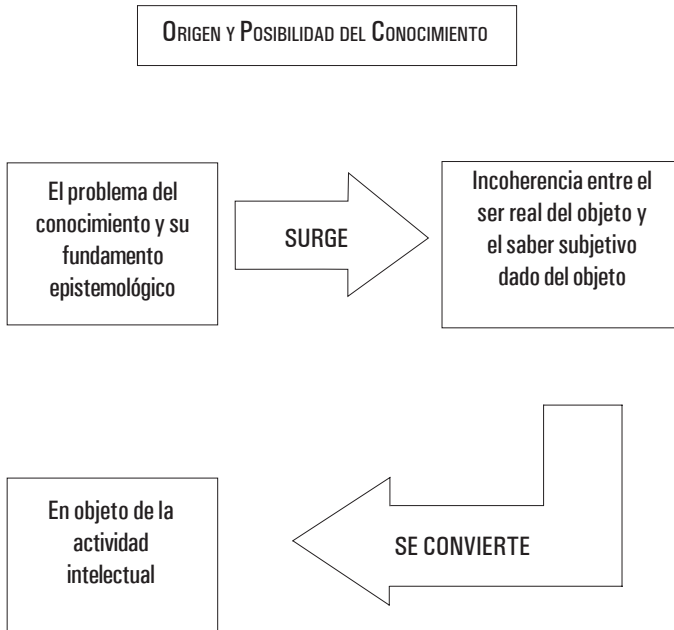 ORIGEN Y POSIBILIDAD DEL CONOCIMIENTO
El problema del
conocimiento y su
fundamento
epistemológico
SURGE
Incoherencia entre el
ser real del objeto y
el saber subjetivo
dado del objeto
SE CONVIERTE
En objeto de la
actividad
intelectual